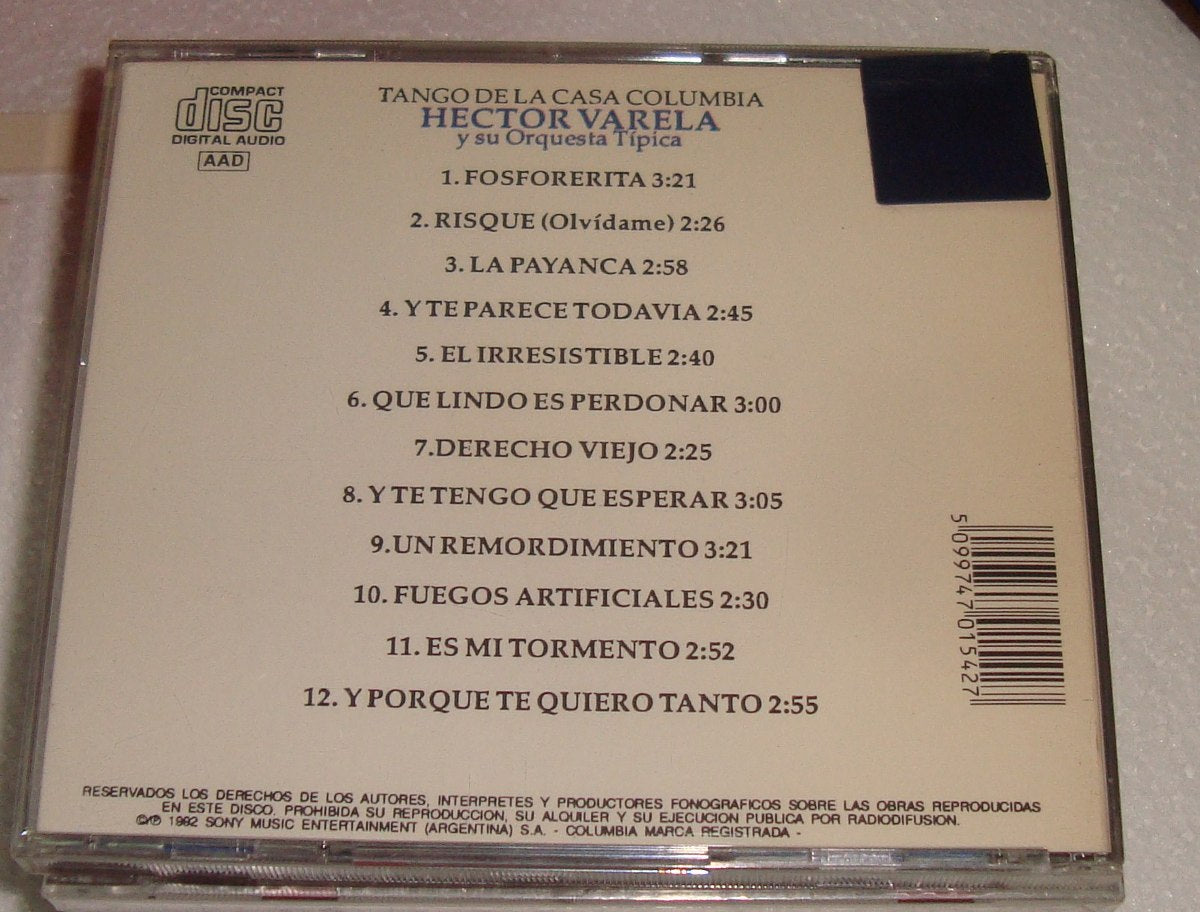 COMPACT
disc
DIGITAL AUDIO
AAD
TANGO DE LA CASA COLUMBIA
HECTOR VARELA
y su Orquesta Típica
1. FOSFORERITA 3:21
2. RISQUE (Olvídame) 2:26
3. LA PAYANCA 2:58
4. Y TE PARECE TODAVIA 2:45
5. EL IRRESISTIBLE 2:40
6. QUE LINDO ES PERDONAR 3:00
7.DERECHO VIEJO 2:25
8. Y TE TENGO QUE ESPERAR 3:05
9.UN REMORDIMIENTO 3:21
10. FUEGOS ARTIFICIALES 2:30
11. ES MI TORMENTO 2:52
12. Y PORQUE TE QUIERO TANTO 2:55
5 099747 015427
RESERVADOS LOS DERECHOS DE LOS AUTORES, INTERPRETES Y PRODUCTORES FONOGRAFICOS SOBRE LAS OBRAS REPRODUCIDAS
EN ESTE DISCO. PROHIBIDA SU REPRODUCCION, SU ALQUILER Y SU EJECUCION PUBLICA POR RADIODIFUSION.
©/℗ 1992 SONY MUSIC ENTERTAINMENT (ARGENTINA) S.A. - COLUMBIA MARCA REGISTRADA -